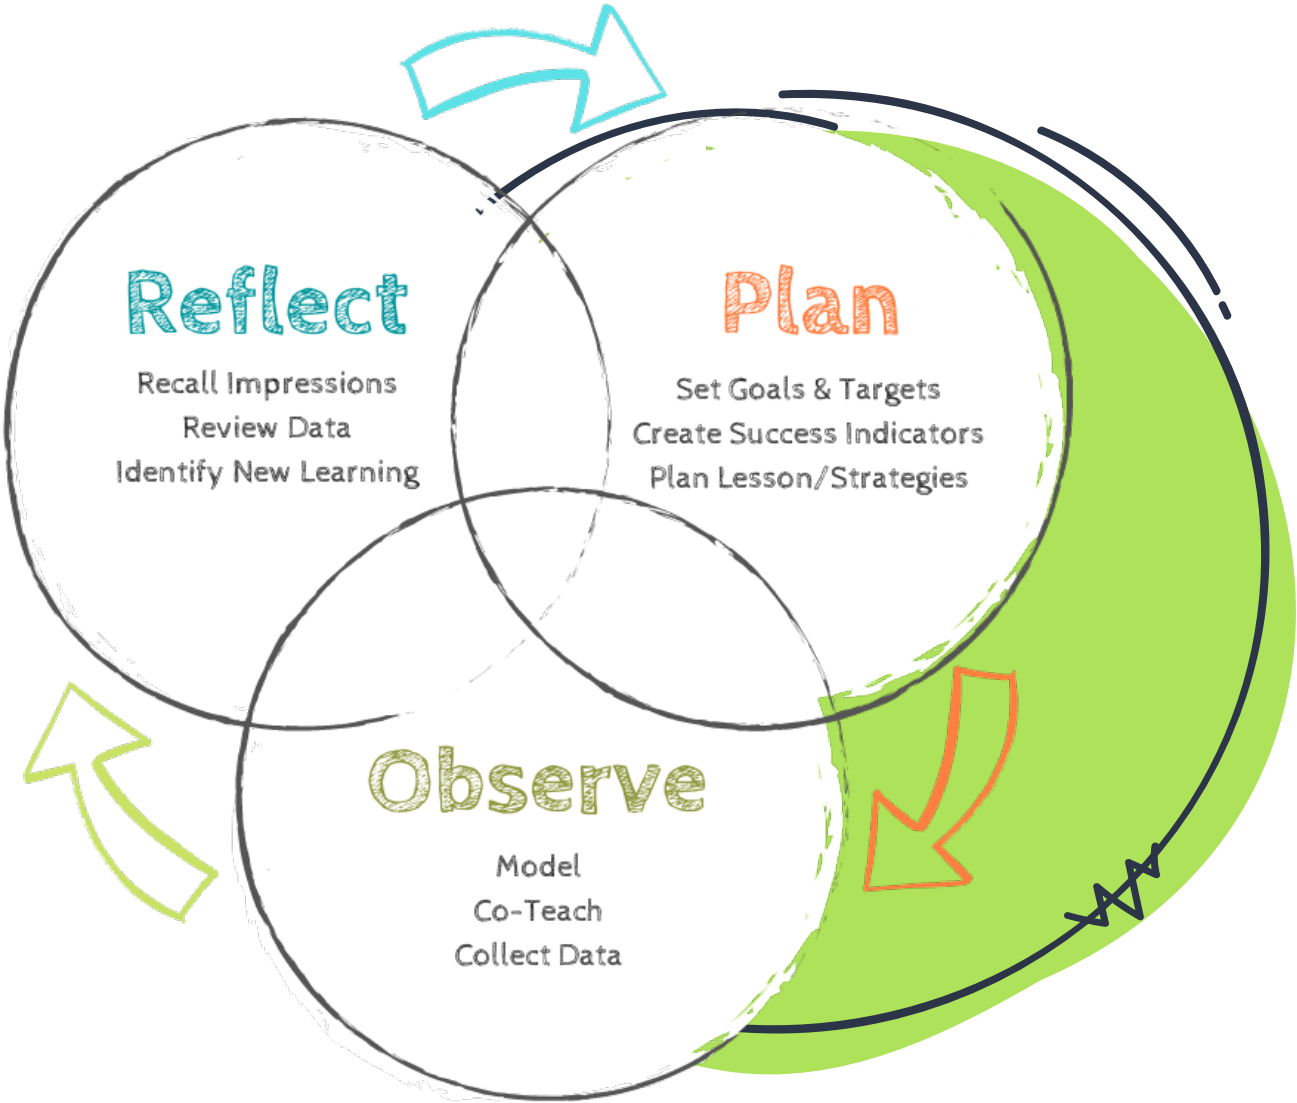 Reflect
Recall Impressions
Review Data
Identify New Learning
Plan
Set Goals & Targets
Create Success Indicators
Plan Lesson/Strategies
Observe
Model
Co-Teach
Collect Data